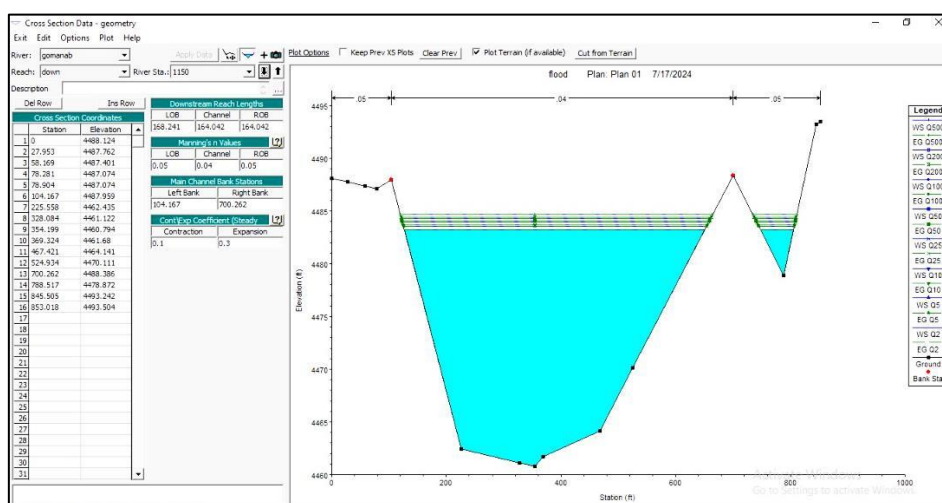 Cross Section Data - geometry
Exit Edit Options Plot Help
River: gomanab Apply Data
Reach: down River Sta.: 1150
Description ...
Del Row Ins Row
Cross Section Coordinates
Station Elevation
1 0 4488.124
2 27.953 4487.762
3 58.169 4487.401
4 78.281 4487.074
5 78.904 4487.074
6 104.167 4487.959
7 225.558 4462.435
8 328.084 4461.122
9 354.199 4460.794
10 369.324 4461.68
11 467.421 4464.141
12 524.934 4470.111
13 700.262 4488.386
14 788.517 4478.872
15 845.505 4493.242
16 853.018 4493.504
17
18
19
20
21
22
23
24
25
26
27
28
29
30
31
Downstream Reach Lengths
LOB Channel ROB
168.241 164.042 164.042
Manning's n Values
LOB Channel ROB
0.05 0.04 0.05
Main Channel Bank Stations
Left Bank Right Bank
104.167 700.262
Cont\Exp Coefficient (Steady
Contraction Expansion
0.1 0.3
Plot Options Keep Prev XS Plots Clear Prev Plot Terrain (if available) Cut from Terrain
flood Plan: Plan 01 7/17/2024
.05 .04 .05
Elevation (ft)
4495
4490
4485
4480
4475
4470
4465
4460
0 200 400 600 800 1000
Station (ft)
Legend
WS Q500
EG Q500
WS Q200
EG Q200
WS Q100
EG Q100
WS Q50
EG Q50
WS Q25
EG Q25
WS Q10
EG Q10
WS Q5
EG Q5
WS Q2
EG Q2
Ground
Bank Sta
Activate Windows
Go to Settings to activate Windows.